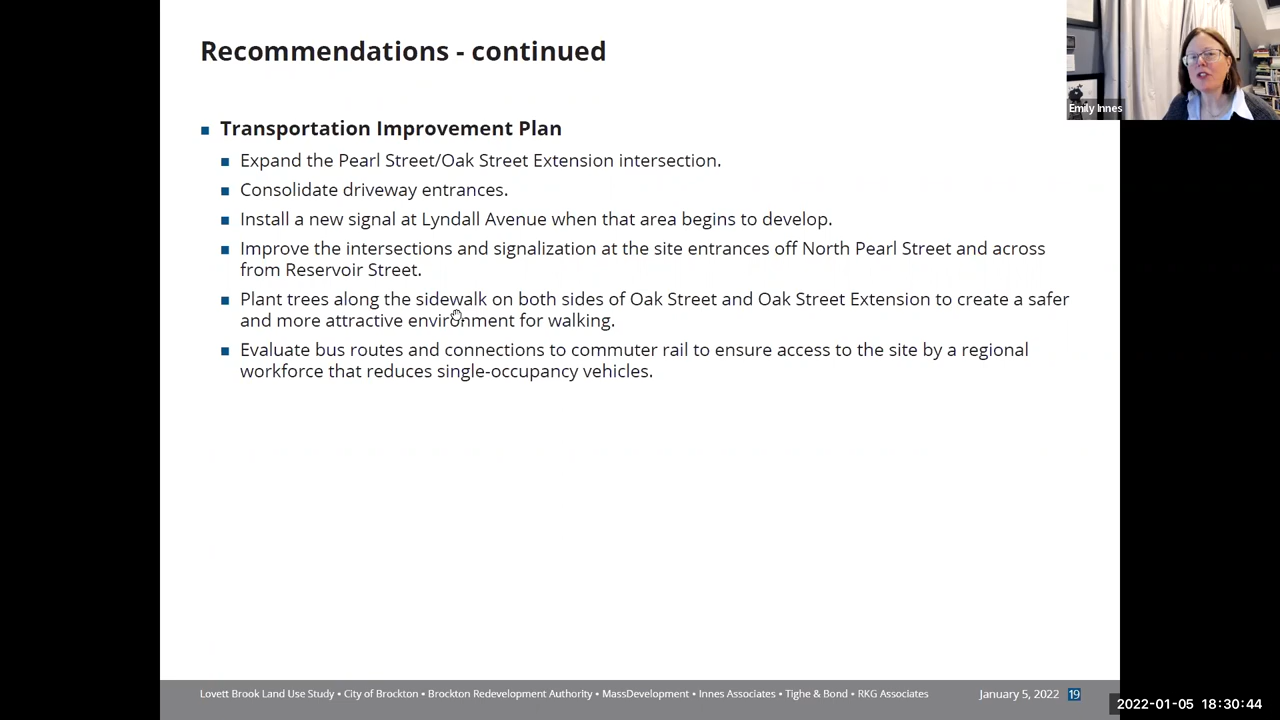 Recommendations - continued
Emily Innes
Transportation Improvement Plan
Expand the Pearl Street/Oak Street Extension intersection.
Consolidate driveway entrances.
Install a new signal at Lyndall Avenue when that area begins to develop.
Improve the intersections and signalization at the site entrances off North Pearl Street and across
from Reservoir Street.
Plant trees along the sidewalk on both sides of Oak Street and Oak Street Extension to create a safer
and more attractive environment for walking.
Evaluate bus routes and connections to commuter rail to ensure access to the site by a regional
workforce that reduces single-occupancy vehicles.
Lovett Brook Land Use Study • City of Brockton • Brockton Redevelopment Authority • MassDevelopment • Innes Associates • Tighe & Bond • RKG Associates
January 5, 2022 19
2022-01-05 18:30:44